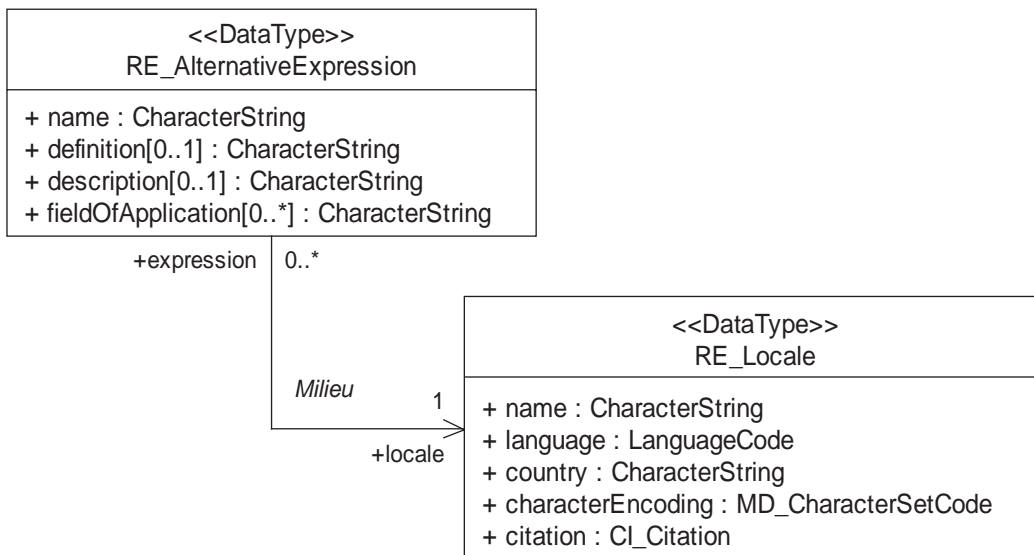 <<DataType>>
RE_AlternativeExpression
+ name : CharacterString
+ definition[0..1] : CharacterString
+ description[0..1] : CharacterString
+ fieldOfApplication[0..*] : CharacterString
+expression 0..*
Milieu
1
+locale
<<DataType>>
RE_Locale
+ name : CharacterString
+ language : LanguageCode
+ country : CharacterString
+ characterEncoding : MD_CharacterSetCode
+ citation : CI_Citation